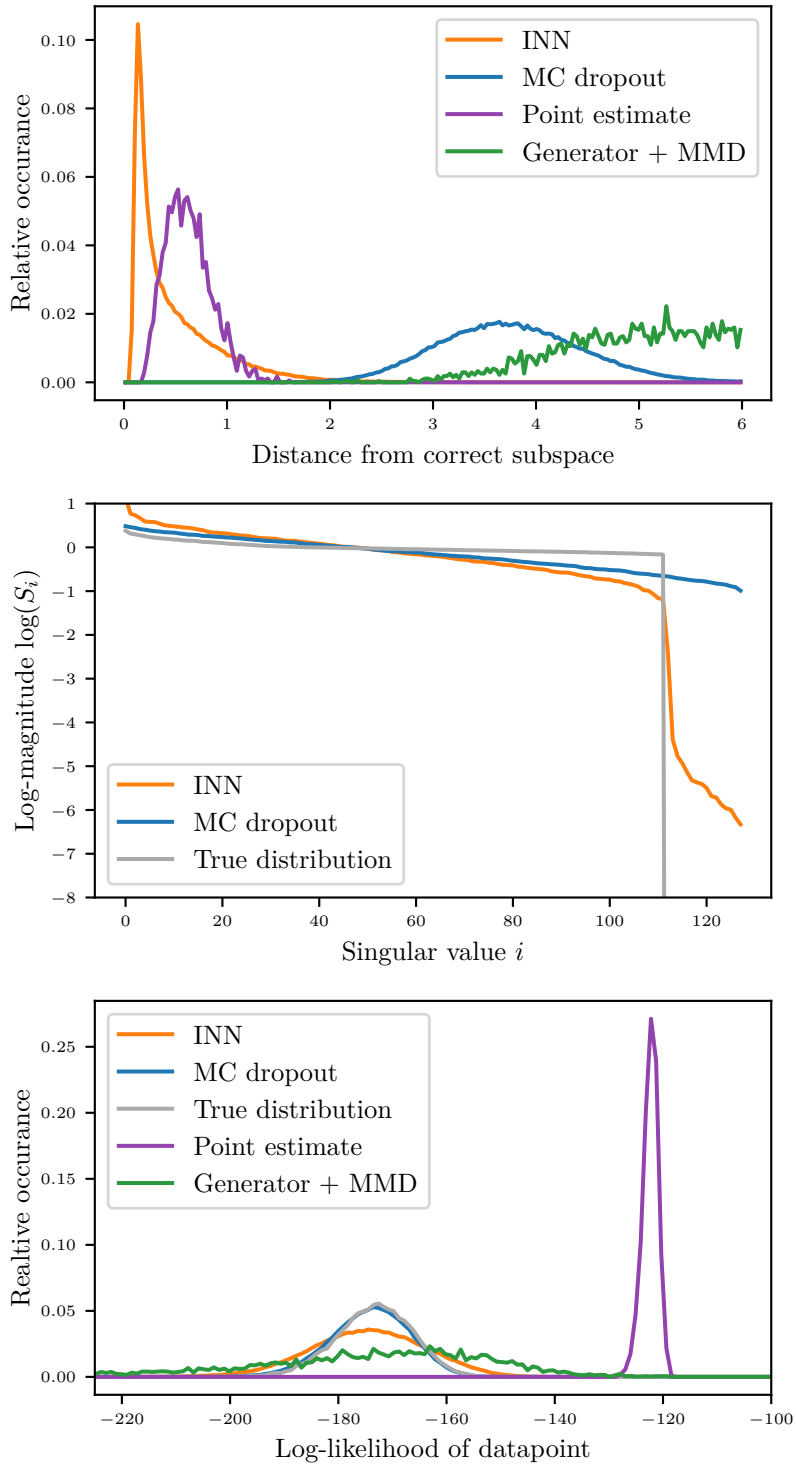 0.10
0.08
0.06
0.04
0.02
0.00
Relative occurance
INN
MC dropout
Point estimate
Generator + MMD
0 1 2 3 4 5 6
Distance from correct subspace
1
0
−1
−2
−3
−4
−5
−6
−7
−8
Log-magnitude log(S_i)
INN
MC dropout
True distribution
0 20 40 60 80 100 120
Singular value i
0.25
0.20
0.15
0.10
0.05
0.00
Realtive occurance
INN
MC dropout
True distribution
Point estimate
Generator + MMD
−220 −200 −180 −160 −140 −120 −100
Log-likelihood of datapoint